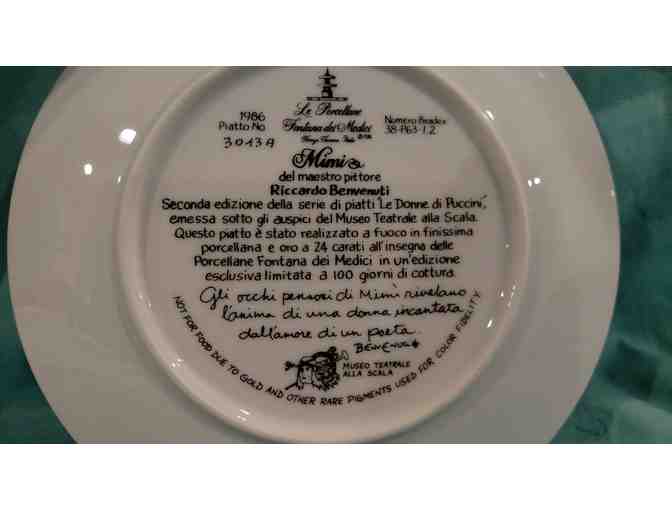 Le Porcellane
Fontana dei Medici
1986
Piatto No.
3043A
Numero Bradex
38-P63-1.2
Mimì
del maestro pittore
Riccardo Benvenuti
Seconda edizione della serie di piatti 'Le Donne di Puccini',
emessa sotto gli auspici del Museo Teatrale alla Scala.
Questo piatto è stato realizzato a fuoco in finissima
porcellana e oro a 24 carati all'insegna delle
Porcellane Fontana dei Medici in un'edizione
esclusiva limitata a 100 giorni di cottura.
Gli occhi pensosi di Mimì rivelano
l'anima di una donna incantata
dall'amore di un poeta.
BENVENUTI
MUSEO TEATRALE
ALLA SCALA
NOT FOR FOOD DUE TO GOLD AND OTHER RARE PIGMENTS USED FOR COLOR FIDELITY.